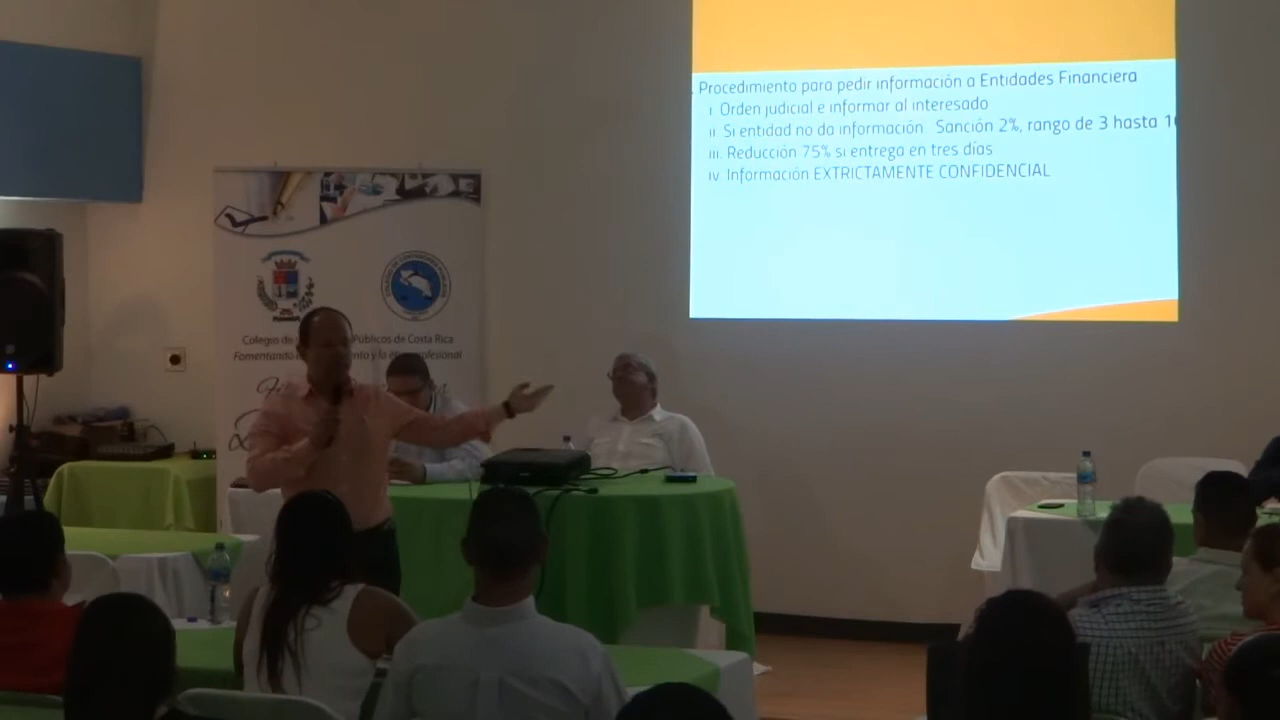 Procedimiento para pedir información a Entidades Financiera
i. Orden judicial e informar al interesado
ii. Si entidad no da información: Sanción 2%, rango de 3 hasta 1
iii. Reducción 75% si entrega en tres días
iv. Información EXTRICTAMENTE CONFIDENCIAL
Colegio de Públicos de Costa Rica
Fomentando y la profesional